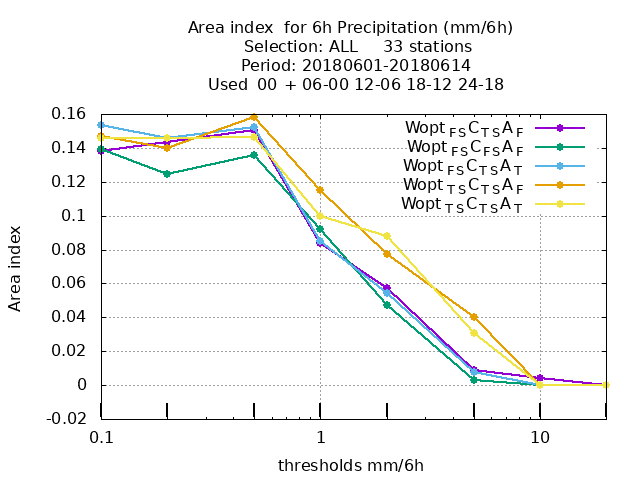 Area index  for 6h Precipitation (mm/6h)
Selection: ALL     33 stations
Period: 20180601-20180614
Used  00 + 06-00 12-06 18-12 24-18
0.16
0.14
0.12
0.1
0.08
0.06
0.04
0.02
0
-0.02
Area index
Wopt FS C TS A F
Wopt FS C FS A F
Wopt FS C TS A T
Wopt TS C TS A F
Wopt TS C TS A T
0.1 1 10
thresholds mm/6h